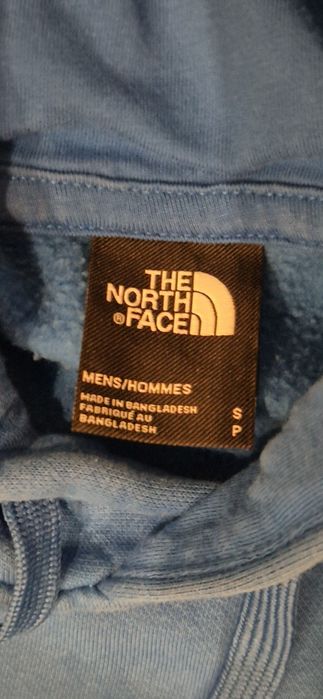 THE
NORTH
®FACE
MENS/HOMMES
MADE IN BANGLADESH
FABRIQUÉ AU
BANGLADESH
S
P